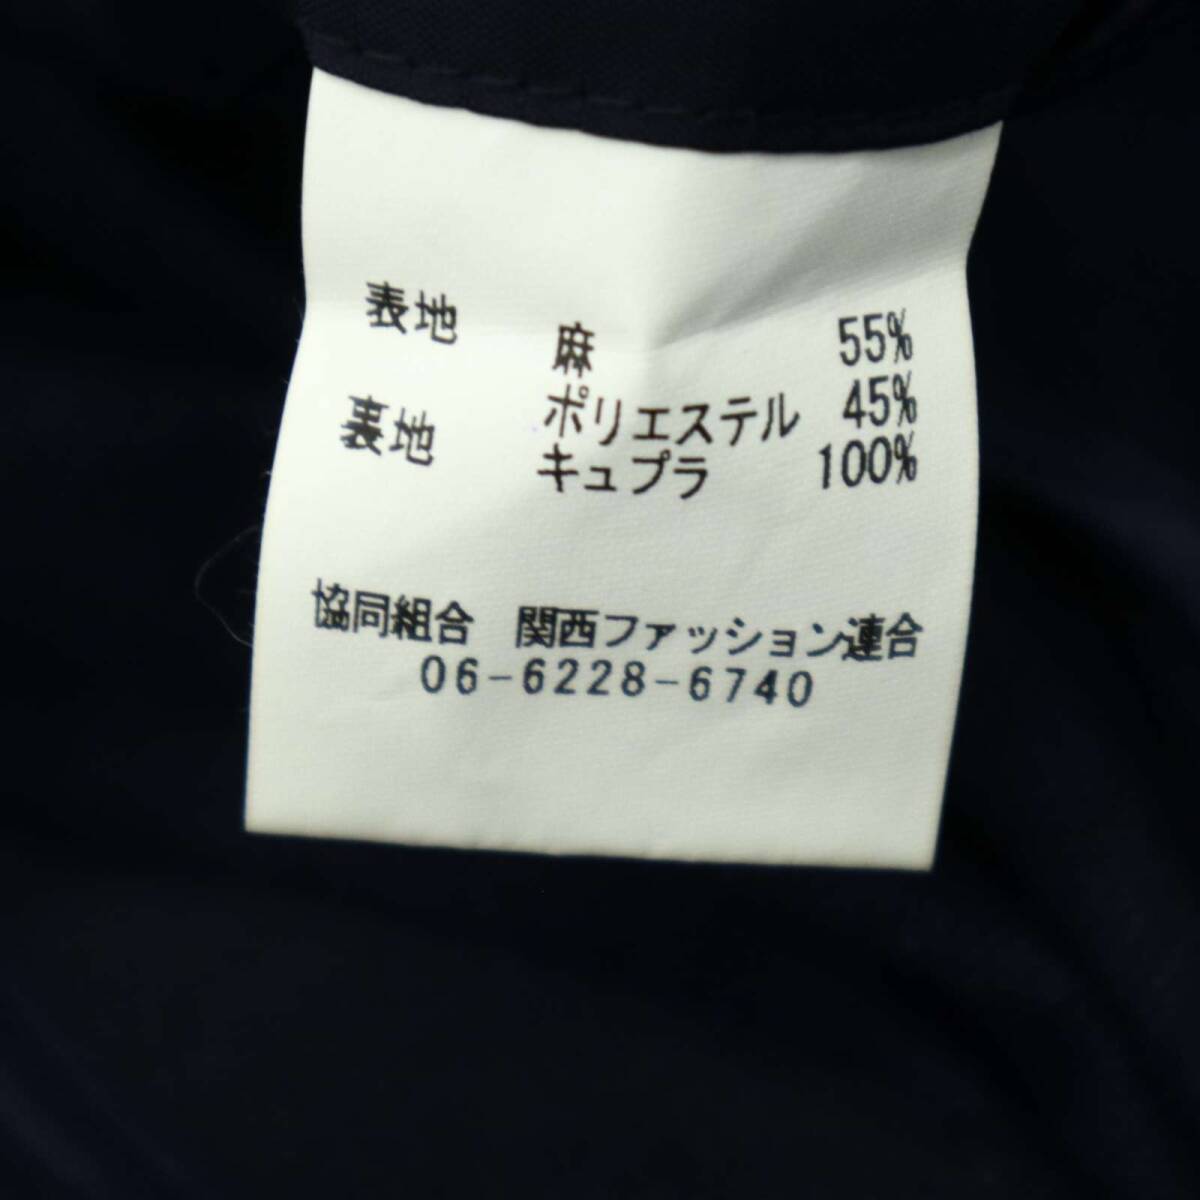 表地 麻 55%
ポリエステル 45%
裏地 キュプラ 100%
協同組合 関西ファッション連合
06-6228-6740